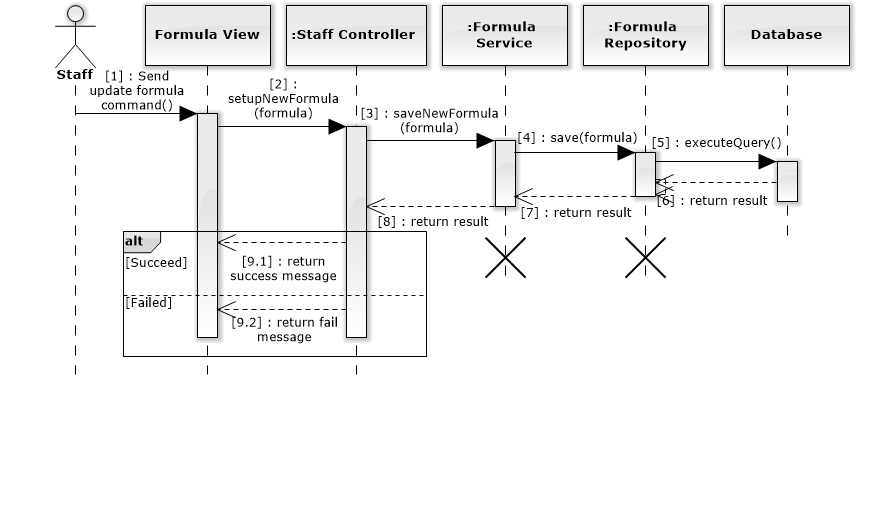 Formula View
:Staff Controller
:Formula
Service
:Formula
Repository
Database
Staff
[1] : Send
update formula
command()
[2] :
setupNewFormula
(formula)
[3] : saveNewFormula
(formula)
[4] : save(formula)
[5] : executeQuery()
[6] : return result
[7] : return result
[8] : return result
alt
[Succeed]
[9.1] : return
success message
[Failed]
[9.2] : return fail
message